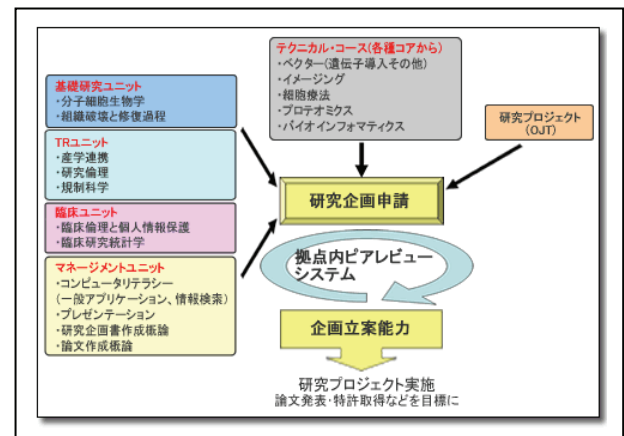 基礎研究ユニット
・分子細胞生物学
・組織破壊と修復過程
TRユニット
・産学連携
・研究倫理
・規制科学
臨床ユニット
・臨床倫理と個人情報保護
・臨床研究統計学
マネージメントユニット
・コンピュータリテラシー
(一般アプリケーション、情報検索)
・プレゼンテーション
・研究企画書作成概論
・論文作成概論
テクニカル・コース(各種コアから)
・ベクター(遺伝子導入その他)
・イメージング
・細胞療法
・プロテオミクス
・バイオインフォマティクス
研究プロジェクト
(OJT)
研究企画申請
拠点内ピアレビュー
システム
企画立案能力
研究プロジェクト実施
論文発表・特許取得などを目標に